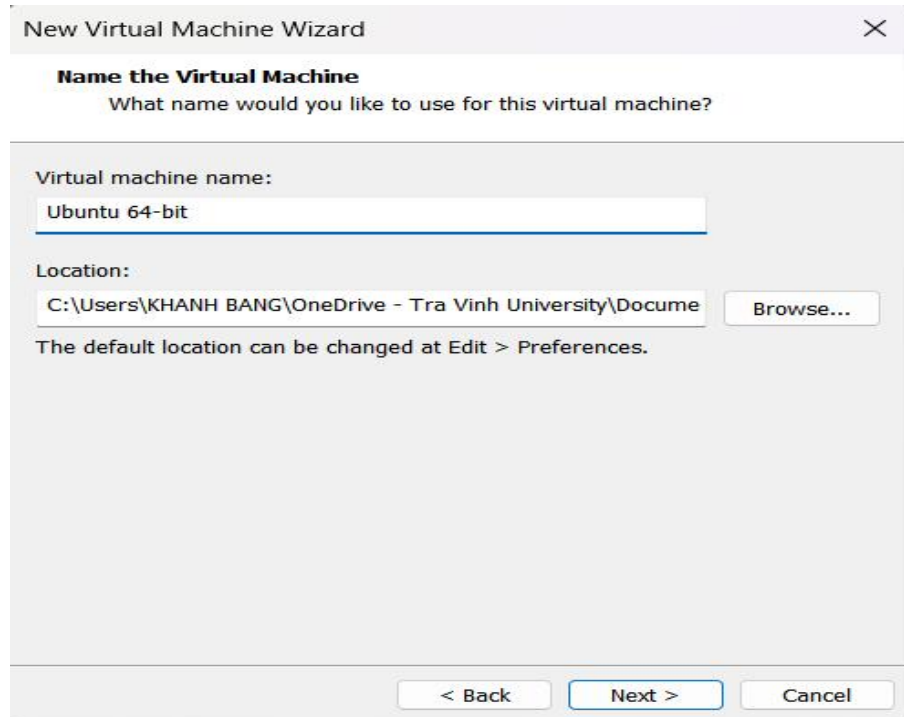 New Virtual Machine Wizard
Name the Virtual Machine
What name would you like to use for this virtual machine?
Virtual machine name:
Ubuntu 64-bit
Location:
C:\Users\KHANH BANG\OneDrive - Tra Vinh University\Docume
Browse...
The default location can be changed at Edit > Preferences.
< Back
Next >
Cancel